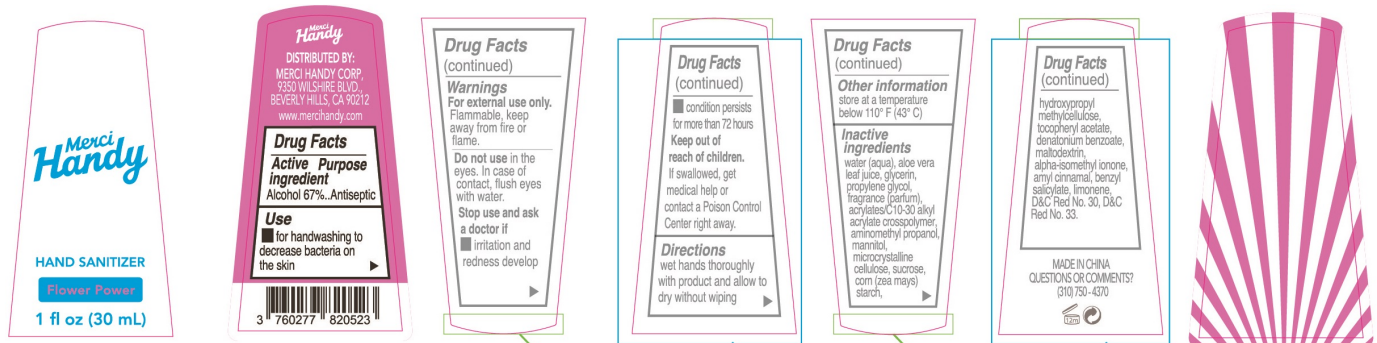 Merci
Handy
HAND SANITIZER
Flower Power
1 fl oz (30 mL)
Merci
Handy
DISTRIBUTED BY:
MERCI HANDY CORP,
9350 WILSHIRE BLVD.,
BEVERLY HILLS, CA 90212
www.mercihandy.com
Drug Facts
Active Purpose
ingredient
Alcohol 67%..Antiseptic
Use
■ for handwashing to
decrease bacteria on
the skin
3 760277 820523
Drug Facts
(continued)
Warnings
For external use only.
Flammable, keep
away from fire or
flame.
Do not use in the
eyes. In case of
contact, flush eyes
with water.
Stop use and ask
a doctor if
■ irritation and
redness develop
Drug Facts
(continued)
■ condition persists
for more than 72 hours
Keep out of
reach of children.
If swallowed, get
medical help or
contact a Poison Control
Center right away.
Directions
wet hands thoroughly
with product and allow to
dry without wiping
Drug Facts
(continued)
Other information
store at a temperature
below 110° F (43° C)
Inactive
ingredients
water (aqua), aloe vera
leaf juice, glycerin,
propylene glycol,
fragrance (parfum),
acrylates/C10-30 alkyl
acrylate crosspolymer,
aminomethyl propanol,
mannitol,
microcrystalline
cellulose, sucrose,
corn (zea mays)
starch,
Drug Facts
(continued)
hydroxypropyl
methylcellulose,
tocopheryl acetate,
denatonium benzoate,
maltodextrin,
alpha-isomethyl ionone,
amyl cinnamal, benzyl
salicylate, limonene,
D&C Red No. 30, D&C
Red No. 33.
MADE IN CHINA
QUESTIONS OR COMMENTS?
(310) 750 - 4370
12m